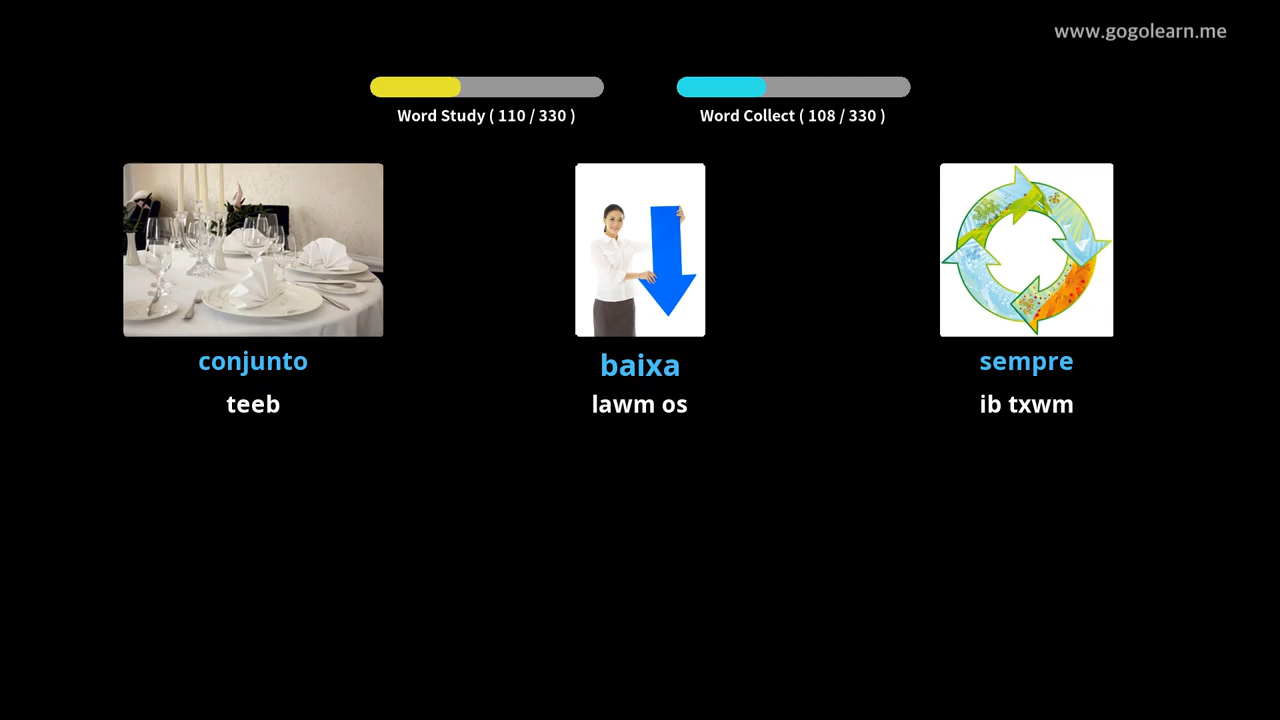 www.gogolearn.me
Word Study ( 110 / 330 )
Word Collect ( 108 / 330 )
conjunto
teeb
baixa
lawm os
sempre
ib txwm